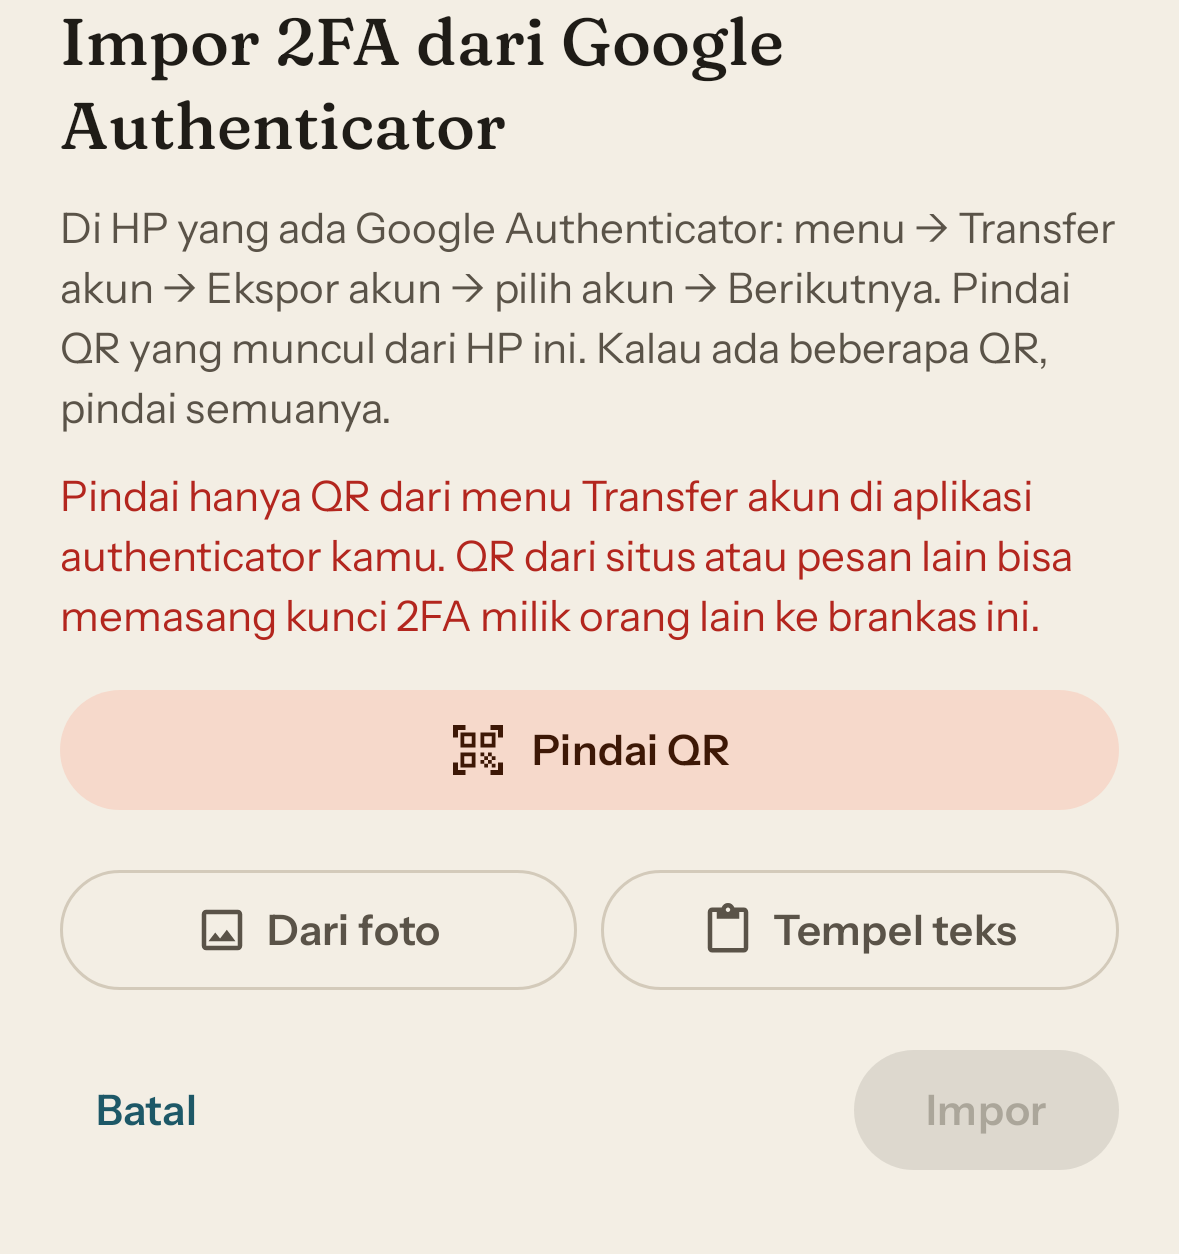 Impor 2FA dari Google
Authenticator
Di HP yang ada Google Authenticator: menu → Transfer
akun → Ekspor akun → pilih akun → Berikutnya. Pindai
QR yang muncul dari HP ini. Kalau ada beberapa QR,
pindai semuanya.
Pindai hanya QR dari menu Transfer akun di aplikasi
authenticator kamu. QR dari situs atau pesan lain bisa
memasang kunci 2FA milik orang lain ke brankas ini.
Pindai QR
Dari foto
Tempel teks
Batal
Impor